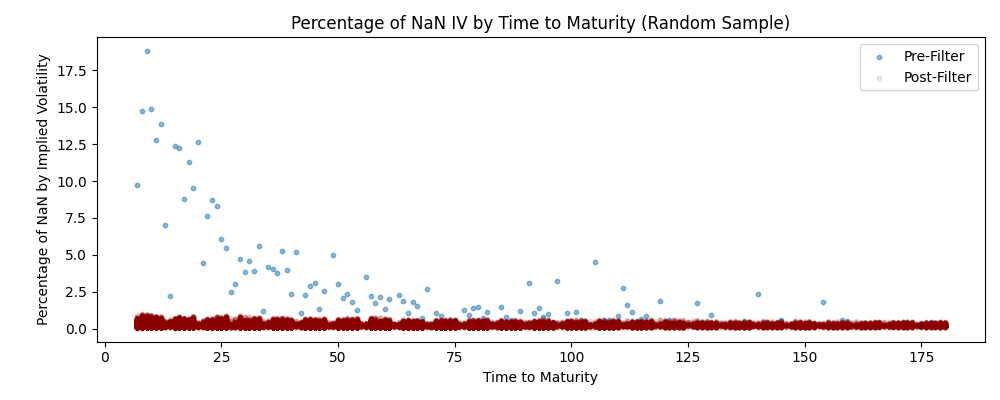 Percentage of NaN IV by Time to Maturity (Random Sample)
Pre-Filter
Post-Filter
Percentage of NaN by Implied Volatility
17.5
15.0
12.5
10.0
7.5
5.0
2.5
0.0
0 25 50 75 100 125 150 175
Time to Maturity